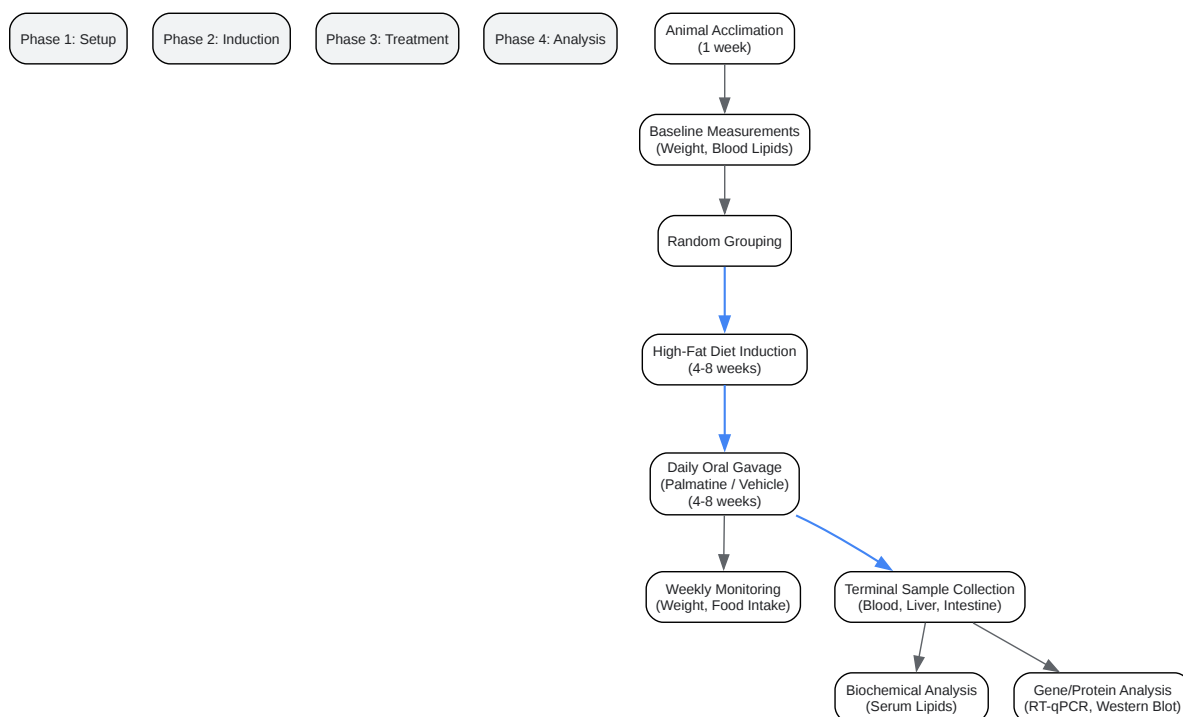 Phase 1: Setup
Phase 2: Induction
Phase 3: Treatment
Phase 4: Analysis
Animal Acclimation
(1 week)
Baseline Measurements
(Weight, Blood Lipids)
Random Grouping
High-Fat Diet Induction
(4-8 weeks)
Daily Oral Gavage
(Palmatine / Vehicle)
(4-8 weeks)
Weekly Monitoring
(Weight, Food Intake)
Terminal Sample Collection
(Blood, Liver, Intestine)
Biochemical Analysis
(Serum Lipids)
Gene/Protein Analysis
(RT-qPCR, Western Blot)